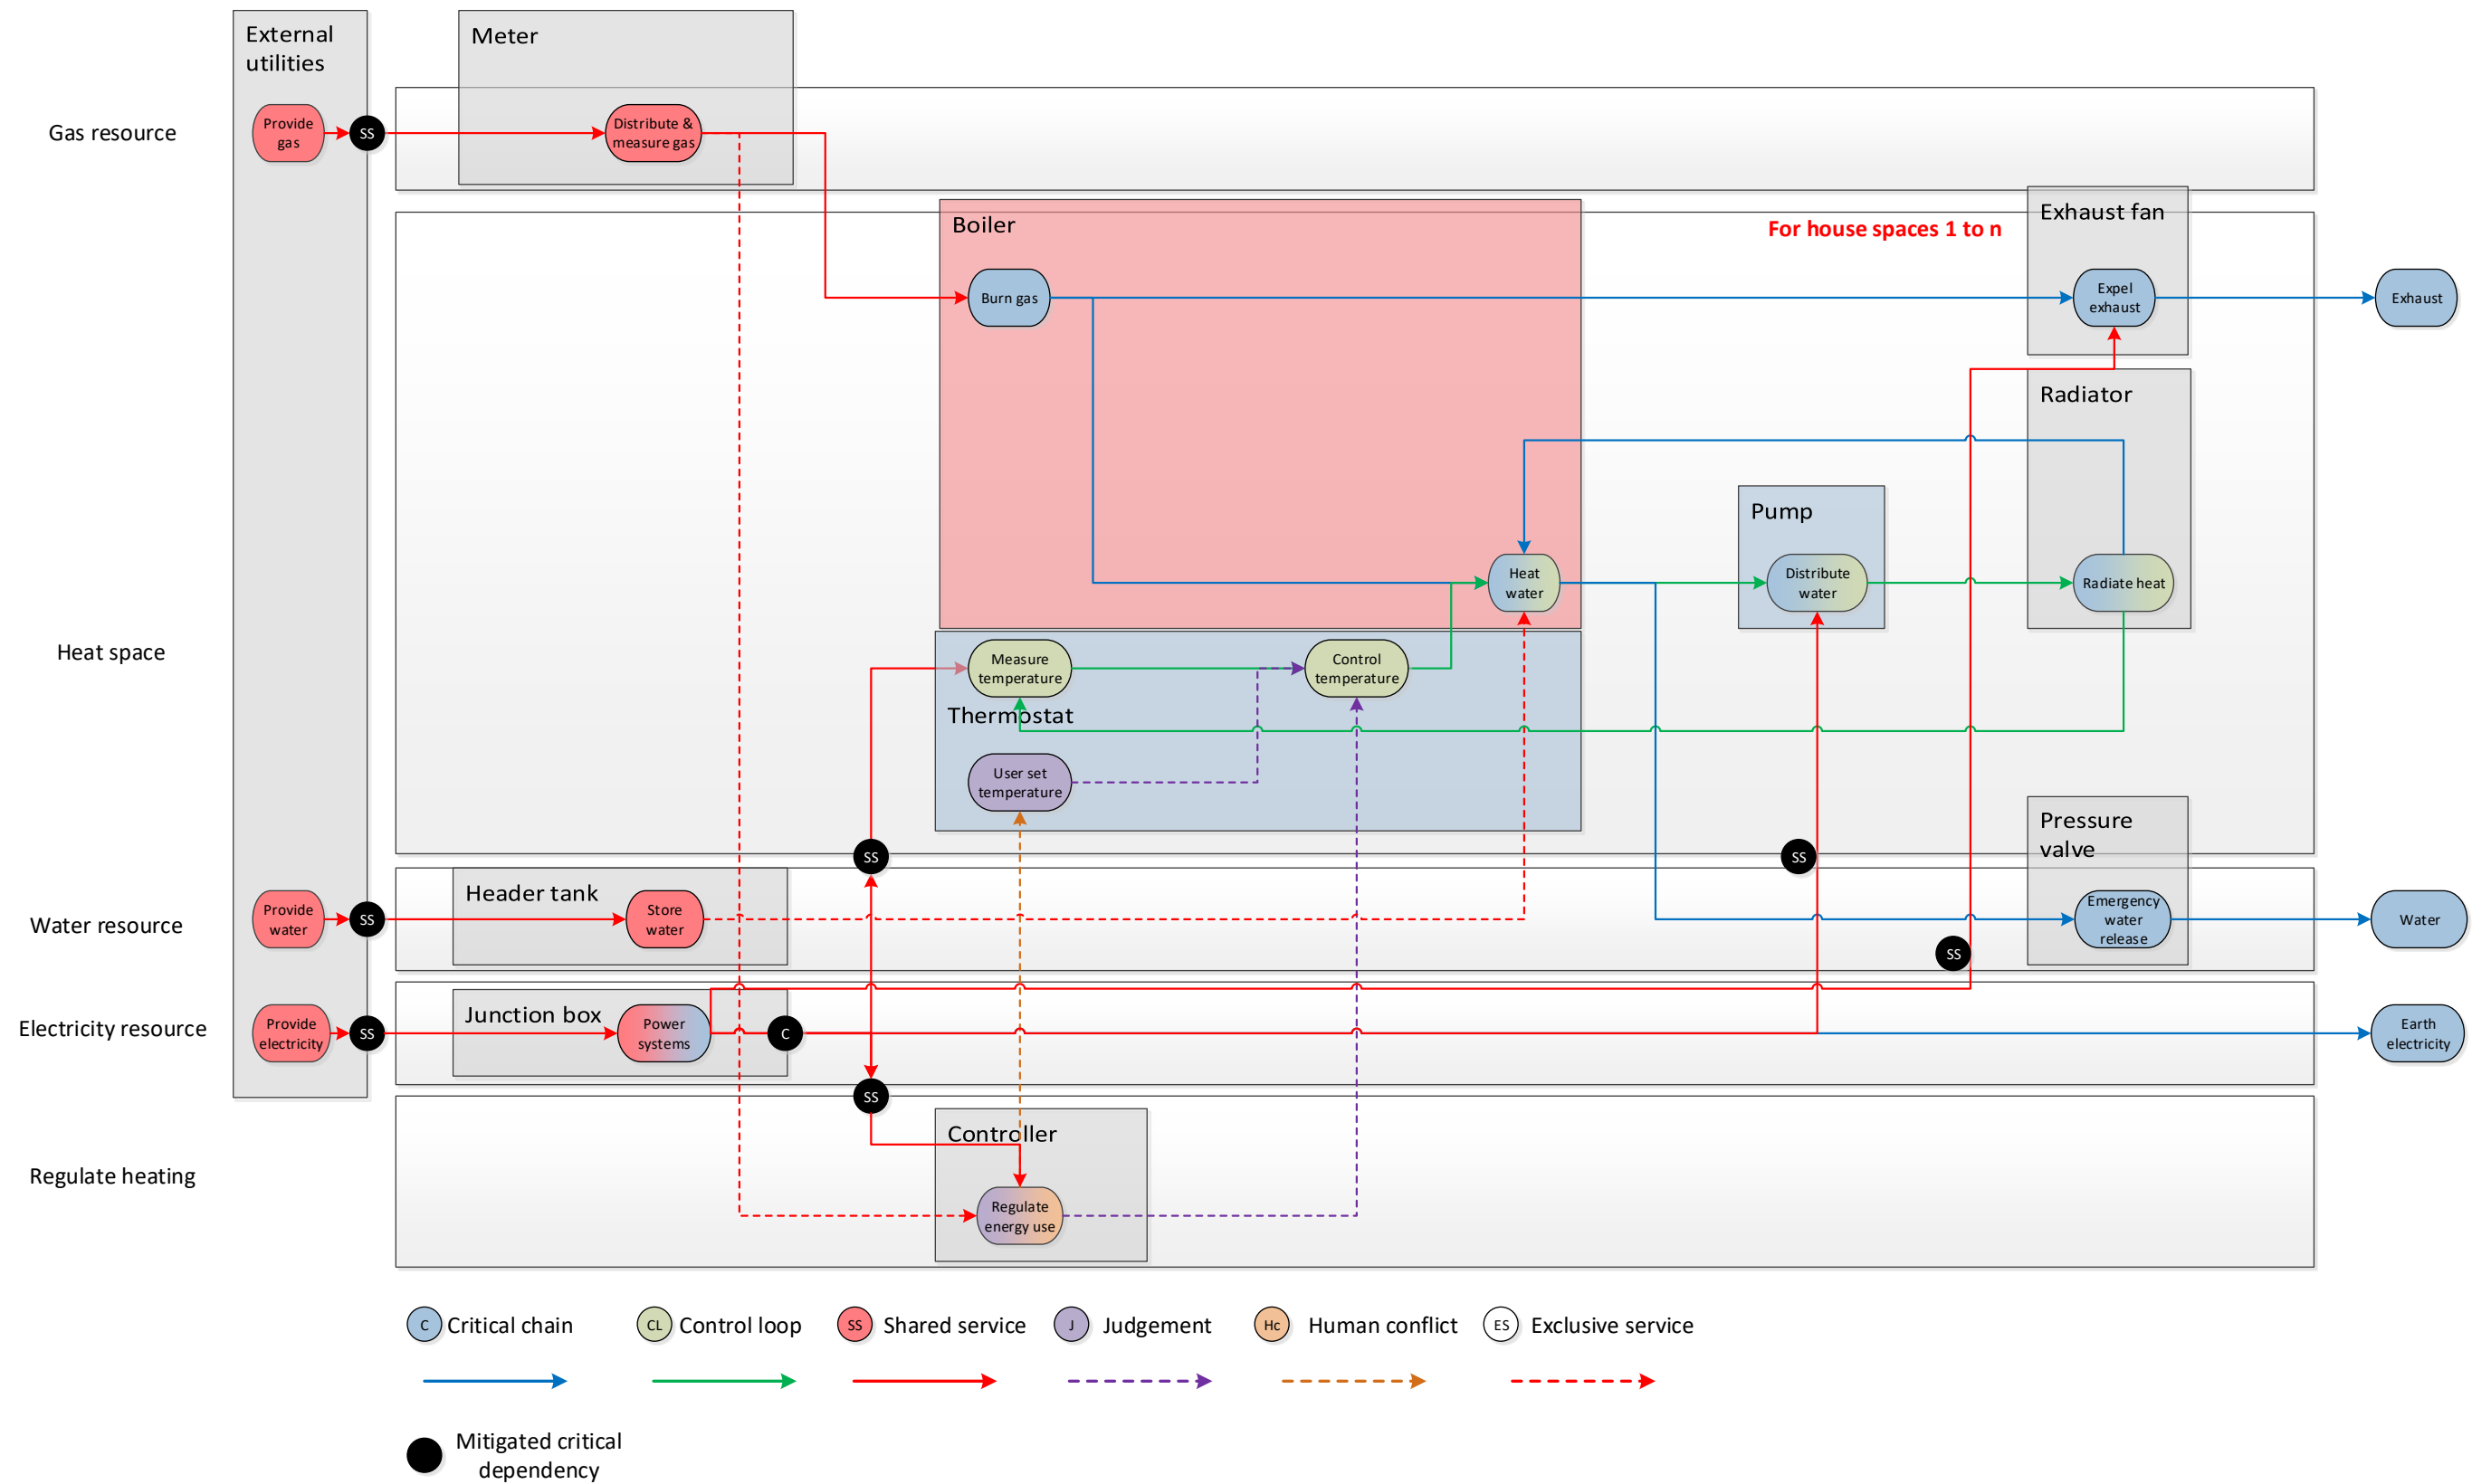 External
utilities
Meter
Gas resource
Provide
gas
SS
Distribute &
measure gas
Boiler
For house spaces 1 to n
Exhaust fan
Burn gas
Expel
exhaust
Exhaust
Radiator
Pump
Heat
water
Distribute
water
Radiate heat
Heat space
Measure
temperature
Control
temperature
Thermostat
User set
temperature
Pressure
valve
SS
SS
Header tank
Water resource
Provide
water
SS
Store
water
Emergency
water
release
Water
SS
Junction box
Electricity resource
Provide
electricity
SS
Power
systems
C
Earth
electricity
SS
Controller
Regulate heating
Regulate
energy use
C Critical chain
CL Control loop
SS Shared service
J Judgement
Hc Human conflict
ES Exclusive service
Mitigated critical
dependency